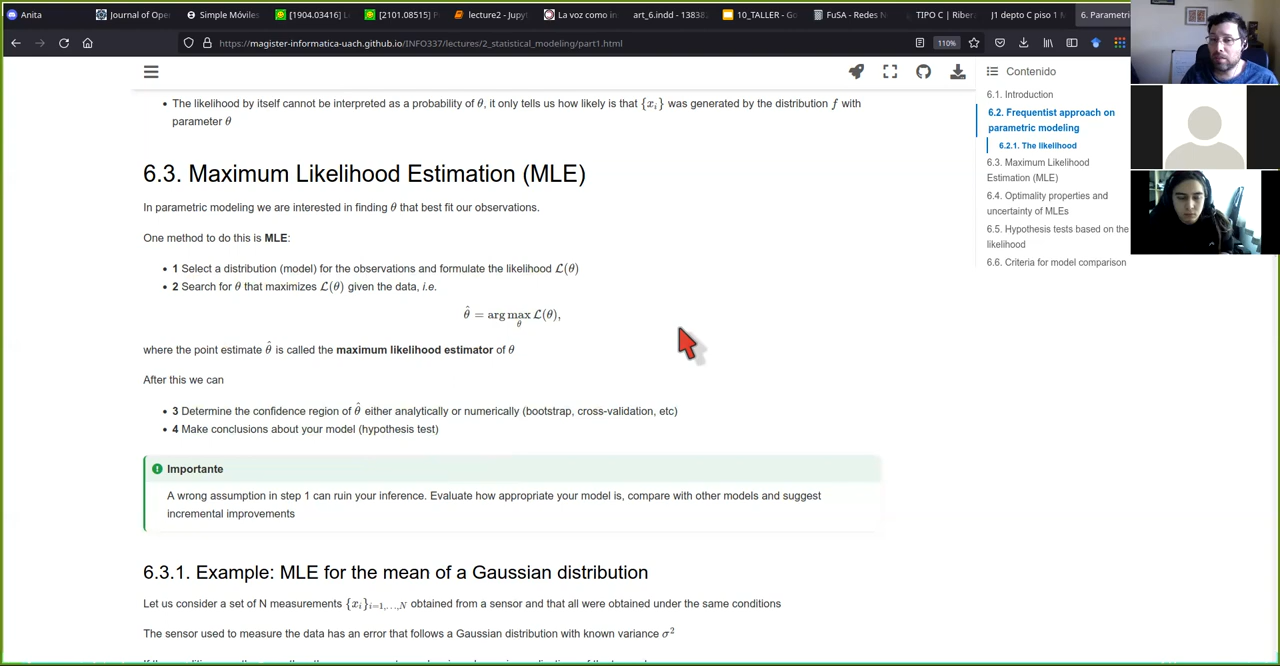 Anita
Journal of Ope
Simple Móviles
[1904.03416] L
[2101.08515] P
lecture2 - Jupyt
La voz como in
art_6.indd - 13838
10_TALLER - Go
FuSA - Redes N
TIPO C | Ribera
J1 depto C piso 1
6. Parametri
https://magister-informatica-uach.github.io/INFO337/lectures/2_statistical_modeling/part1.html
110%
The likelihood by itself cannot be interpreted as a probability of θ, it only tells us how likely is that {xᵢ} was generated by the distribution f with
parameter θ
6.3. Maximum Likelihood Estimation (MLE)
In parametric modeling we are interested in finding θ that best fit our observations.
One method to do this is MLE:
1 Select a distribution (model) for the observations and formulate the likelihood ℒ(θ)
2 Search for θ that maximizes ℒ(θ) given the data, i.e.
θ̂ = arg max ℒ(θ),
θ
where the point estimate θ̂ is called the maximum likelihood estimator of θ
After this we can
3 Determine the confidence region of θ̂ either analytically or numerically (bootstrap, cross-validation, etc)
4 Make conclusions about your model (hypothesis test)
Importante
A wrong assumption in step 1 can ruin your inference. Evaluate how appropriate your model is, compare with other models and suggest
incremental improvements
6.3.1. Example: MLE for the mean of a Gaussian distribution
Let us consider a set of N measurements {xᵢ}i=1,…,N obtained from a sensor and that all were obtained under the same conditions
The sensor used to measure the data has an error that follows a Gaussian distribution with known variance σ²
Contenido
6.1. Introduction
6.2. Frequentist approach on
parametric modeling
6.2.1. The likelihood
6.3. Maximum Likelihood
Estimation (MLE)
6.4. Optimality properties and
uncertainty of MLEs
6.5. Hypothesis tests based on the
likelihood
6.6. Criteria for model comparison